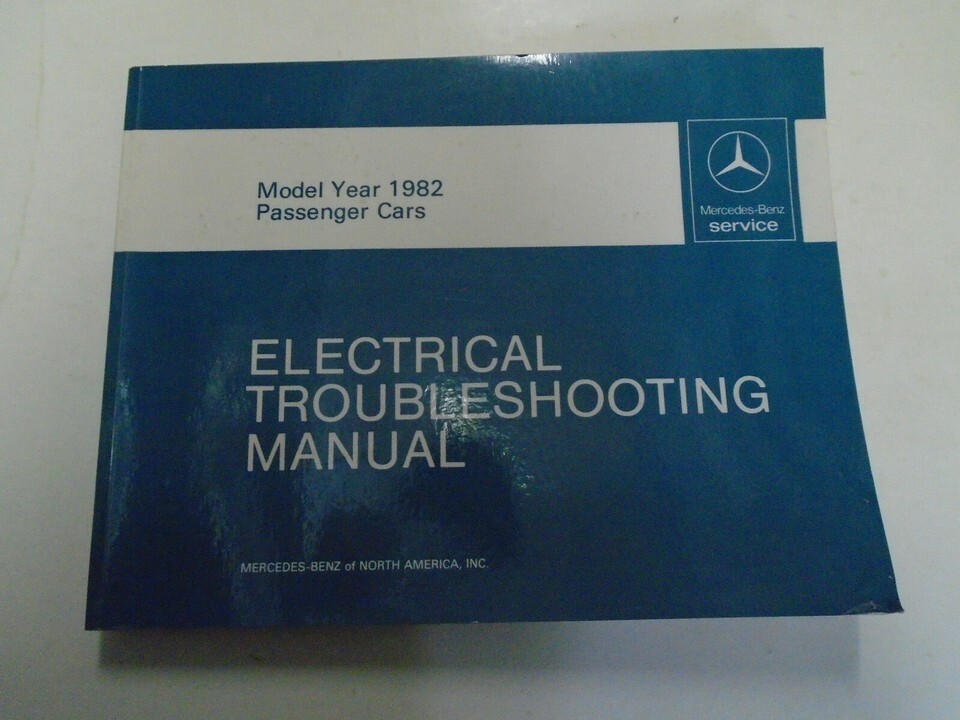 Model Year 1982
Passenger Cars
Mercedes-Benz
service
ELECTRICAL
TROUBLESHOOTING
MANUAL
MERCEDES-BENZ of NORTH AMERICA, INC.